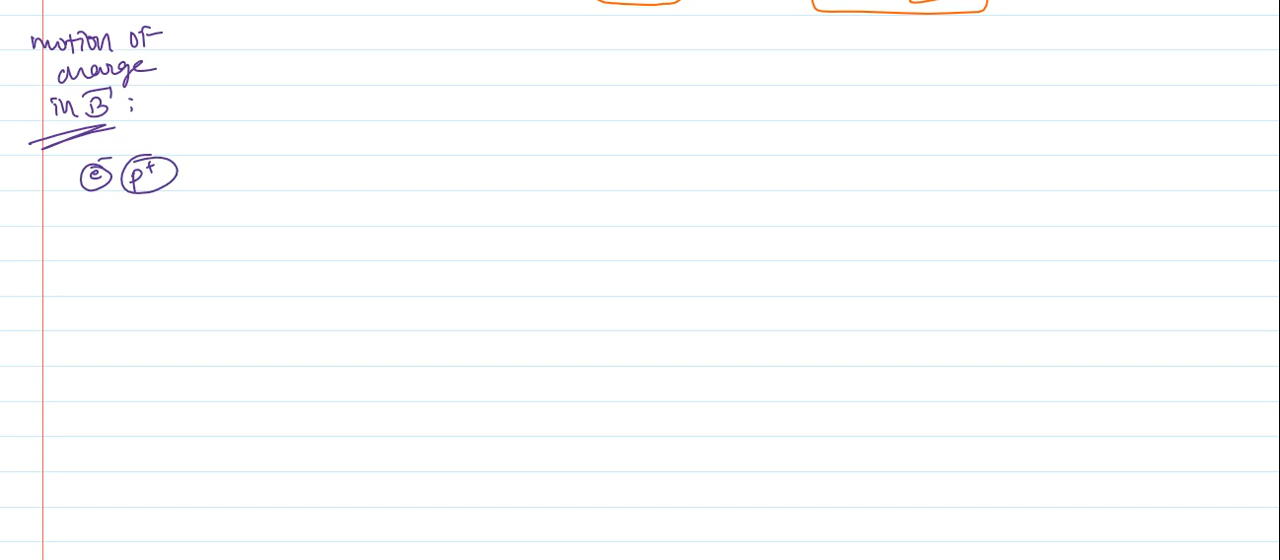 motion of
charge
in B⃗ :
e⁻ p⁺